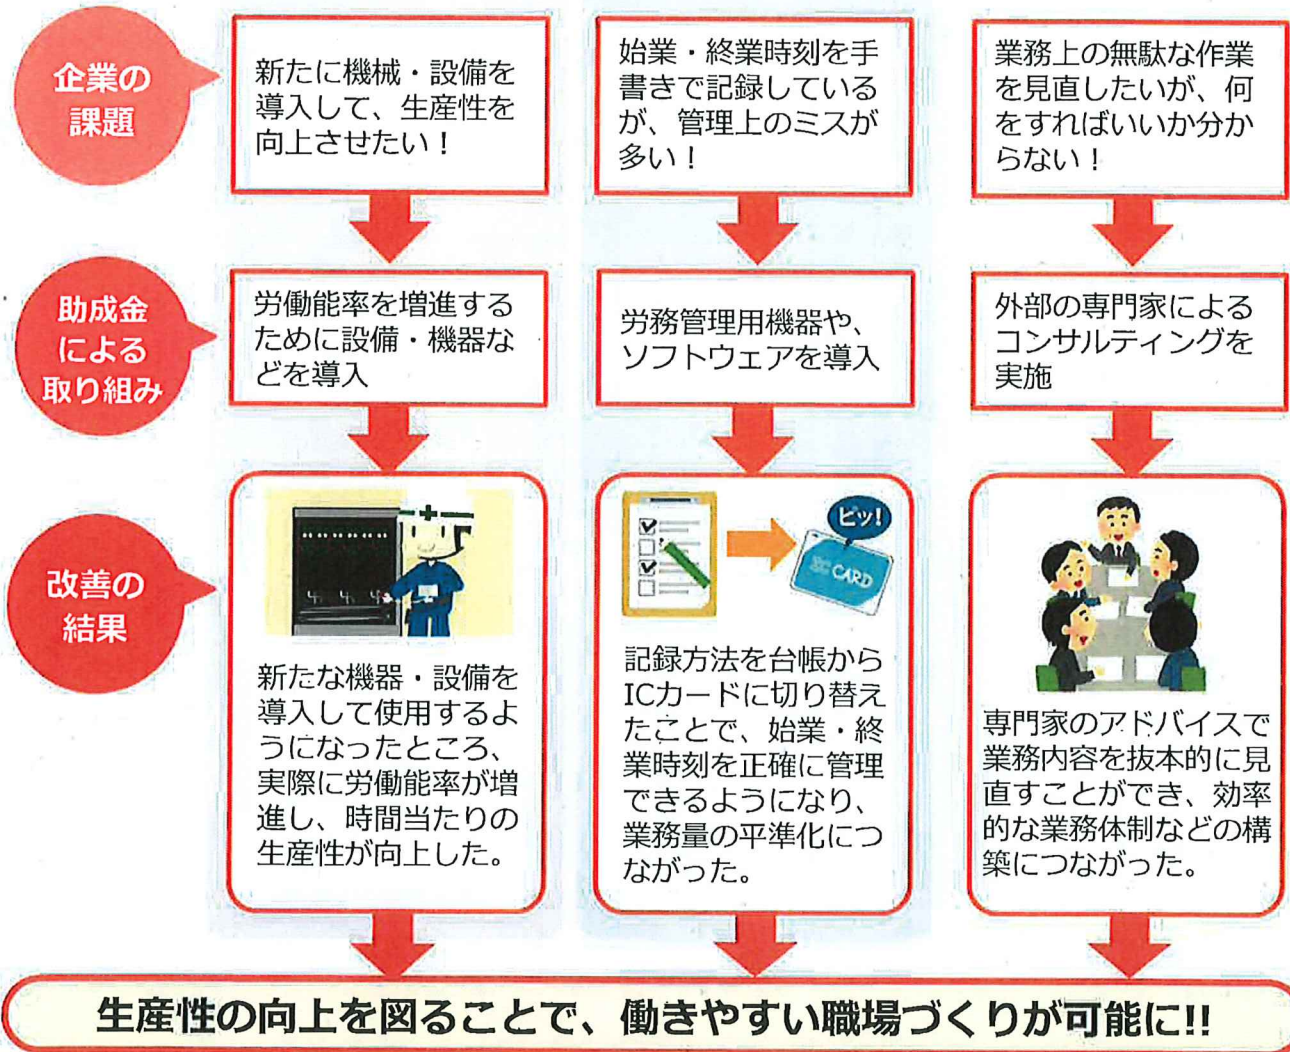 企業の
課題
新たに機械・設備を
導入して、生産性を
向上させたい！
始業・終業時刻を手
書きで記録している
が、管理上のミスが
多い！
業務上の無駄な作業
を見直したいが、何
をすればいいか分か
らない！
助成金
による
取り組み
労働能率を増進する
ために設備・機器な
どを導入
労務管理用機器や、
ソフトウェアを導入
外部の専門家による
コンサルティングを
実施
改善の
結果
新たな機器・設備を
導入して使用するよ
うになったところ、
実際に労働能率が増
進し、時間当たりの
生産性が向上した。
ピッ!
IC CARD
記録方法を台帳から
ICカードに切り替え
たことで、始業・終
業時刻を正確に管理
できるようになり、
業務量の平準化につ
ながった。
専門家のアドバイスで
業務内容を抜本的に見
直すことができ、効率
的な業務体制などの構
築につながった。
生産性の向上を図ることで、働きやすい職場づくりが可能に!!